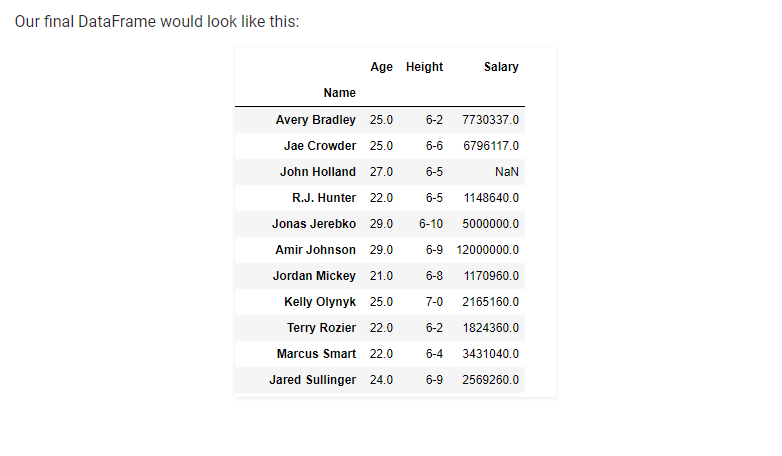 Our final DataFrame would look like this:
Age Height Salary
Name
Avery Bradley 25.0 6-2 7730337.0
Jae Crowder 25.0 6-6 6796117.0
John Holland 27.0 6-5 NaN
R.J. Hunter 22.0 6-5 1148640.0
Jonas Jerebko 29.0 6-10 5000000.0
Amir Johnson 29.0 6-9 12000000.0
Jordan Mickey 21.0 6-8 1170960.0
Kelly Olynyk 25.0 7-0 2165160.0
Terry Rozier 22.0 6-2 1824360.0
Marcus Smart 22.0 6-4 3431040.0
Jared Sullinger 24.0 6-9 2569260.0